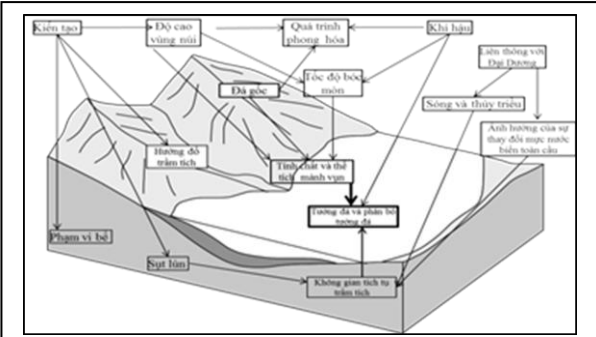 Kiến tạo
Độ cao
vùng núi
Quá trình
phong hóa
Khí hậu
Liên thông với
Đại Dương
Đá gốc
Tốc độ bóc
mòn
Sóng và thủy triều
Ảnh hưởng của sự
thay đổi mực nước
biển toàn cầu
Hướng đổ
trầm tích
Tính chất và thể
tích mảnh vụn
Tướng đá và phân bố
tướng đá
Phạm vi bể
Sụt lún
Không gian tích tụ
trầm tích